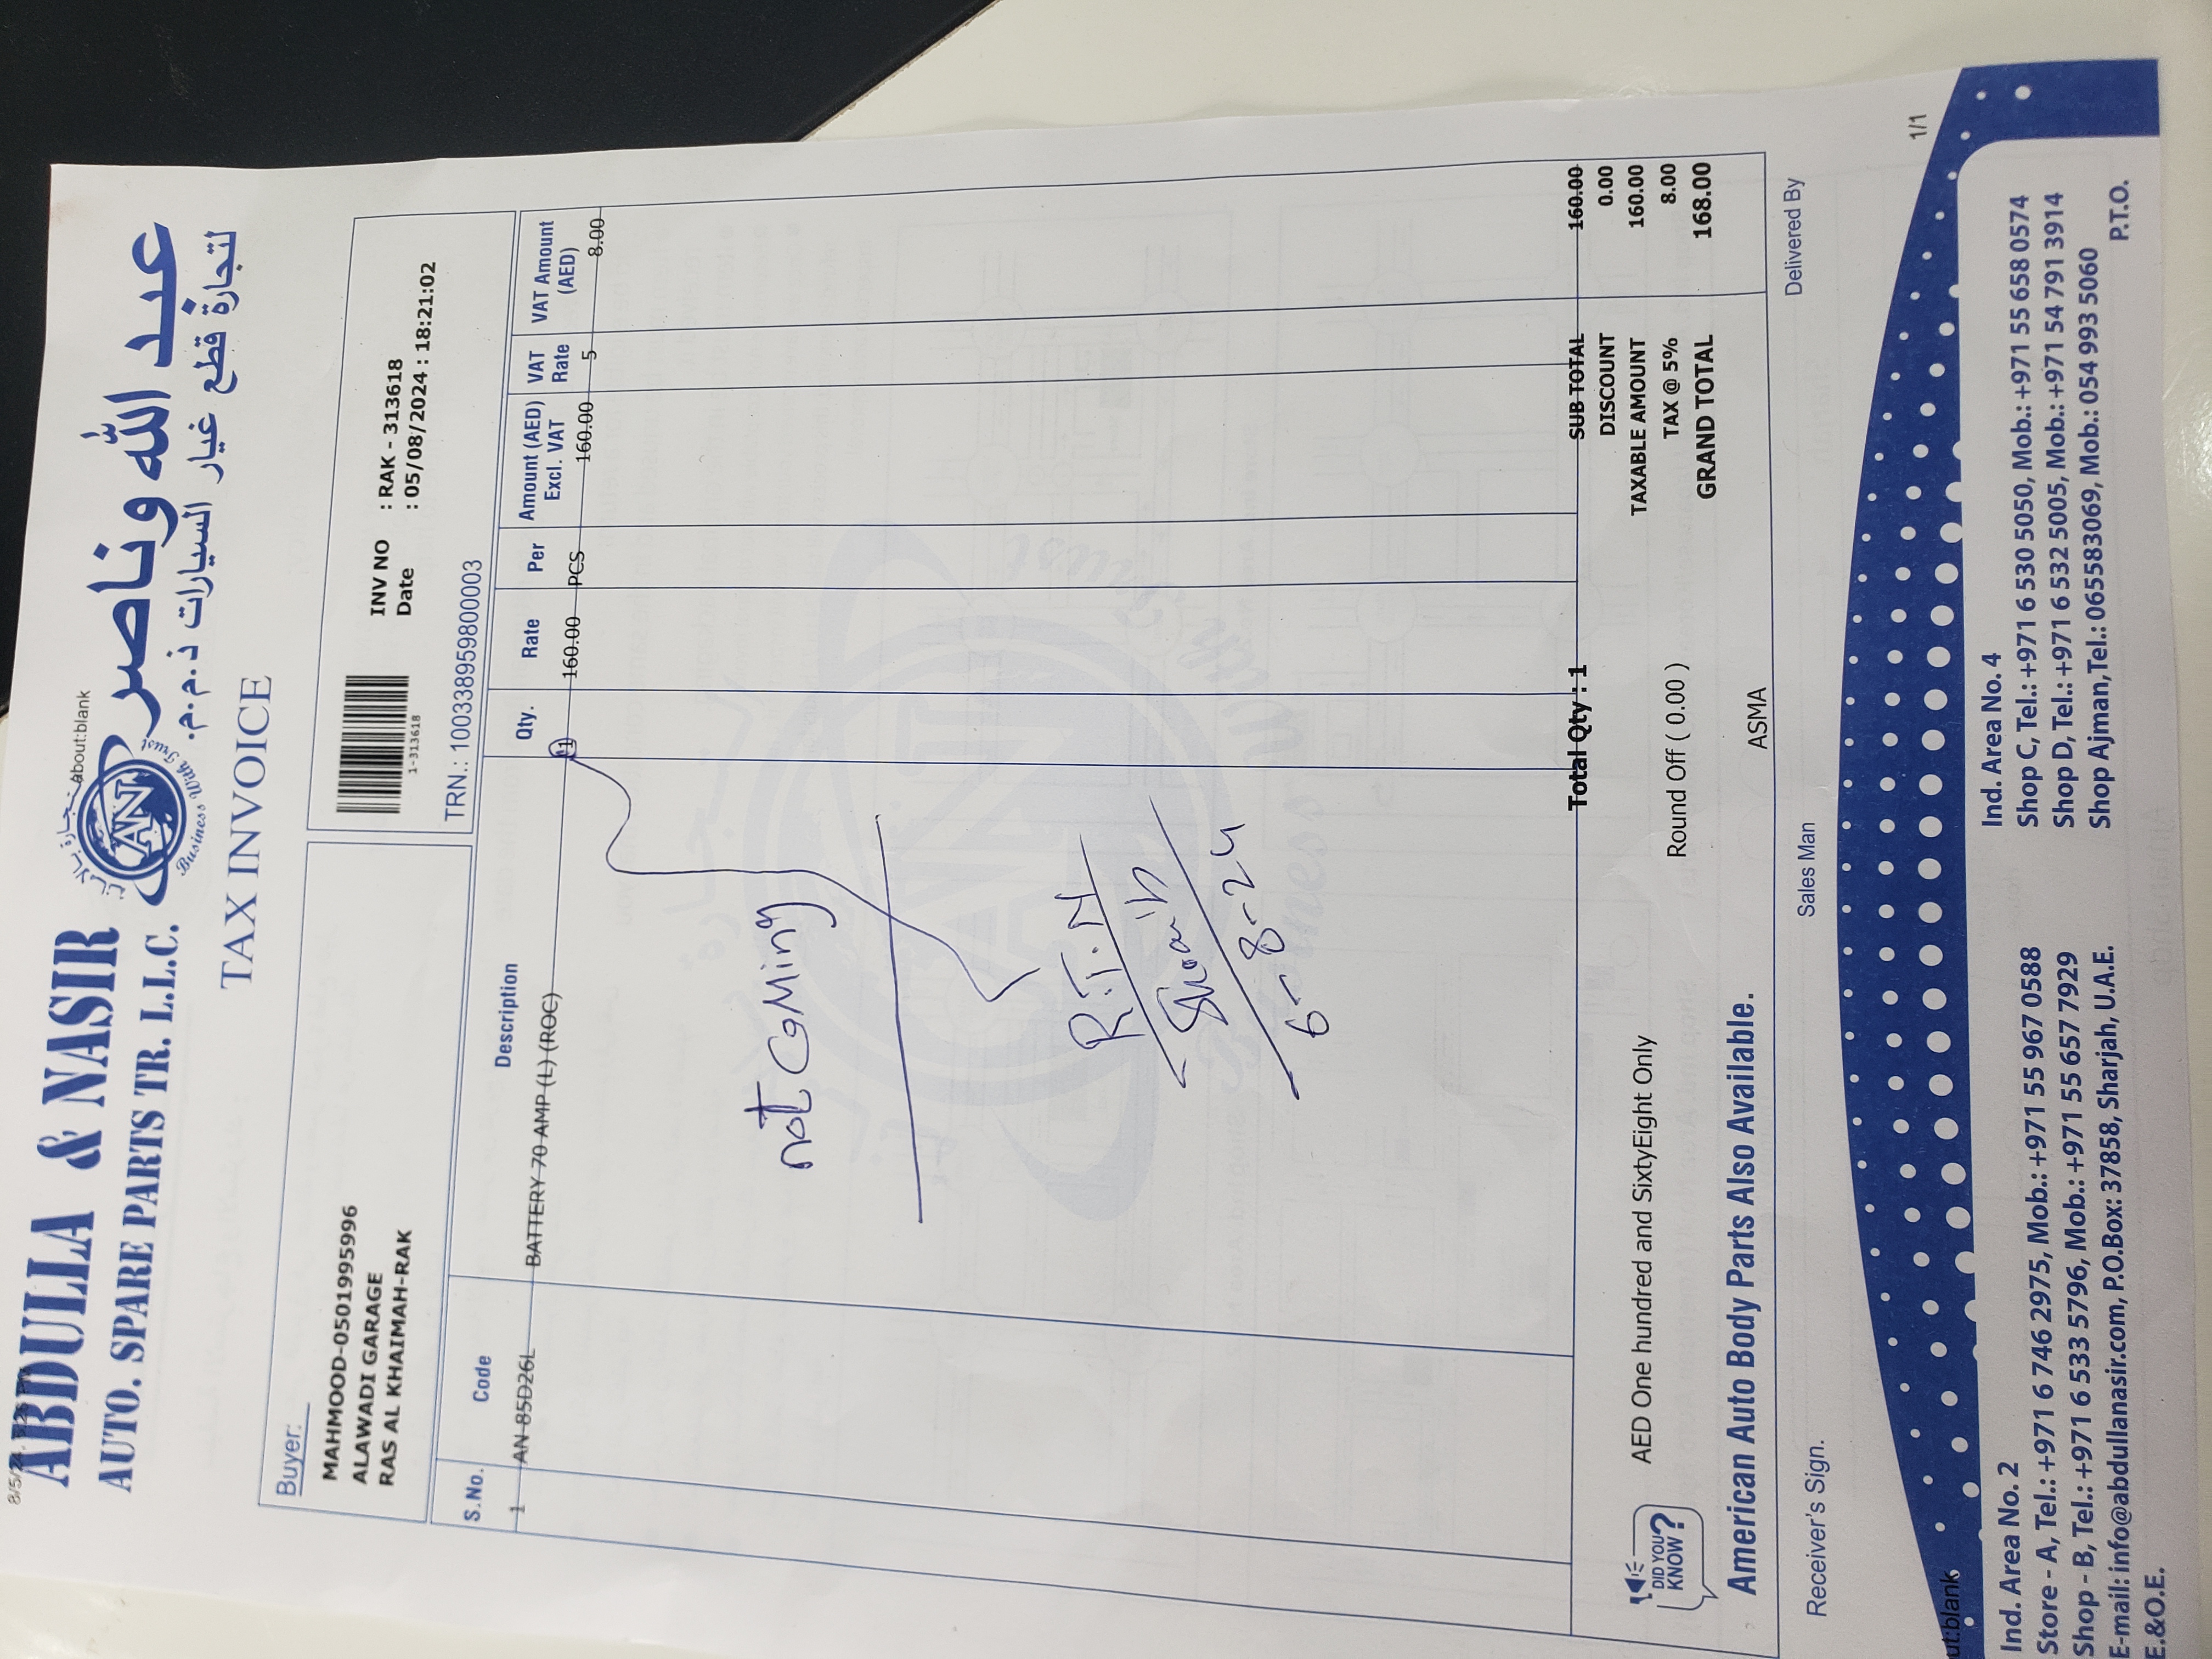 8/5/24,
About:blank
ABDULLA & NASIR
AUTO. SPARE PARTS TR. L.L.C.
عبد الله وناصر
لتجارة قطع غيار السيارات ذ.م.م.
AN
Business With Trust
TAX INVOICE
Buyer:
MAHMOOD-0501995996
ALAWADI GARAGE
RAS AL KHAIMAH-RAK
1-313618
INV NO : RAK - 313618
Date : 05/08/2024 : 18:21:02
TRN.: 100338959800003
S.No. Code Description Qty. Rate Per Amount (AED) Excl. VAT VAT Rate VAT Amount (AED)
1 AN-85D26L BATTERY 70 AMP (L) (ROC) 1 160.00 PCS 160.00 5 8.00
not CoMing
R.T.N
Shoaib
6-8-24
Total Qty : 1 SUB TOTAL 160.00
DISCOUNT 0.00
AED One hundred and SixtyEight Only TAXABLE AMOUNT 160.00
Round Off ( 0.00 ) TAX @ 5% 8.00
GRAND TOTAL 168.00
DID YOU KNOW?
American Auto Body Parts Also Available.
ASMA
Receiver's Sign. Sales Man Delivered By
1/1
ut:blank
Ind. Area No. 2
Store - A, Tel.: +971 6 746 2975, Mob.: +971 55 967 0588
Shop - B, Tel.: +971 6 533 5796, Mob.: +971 55 657 7929
E-mail: info@abdullanasir.com, P.O.Box: 37858, Sharjah, U.A.E.
E.&O.E.
Ind. Area No. 4
Shop C, Tel.: +971 6 530 5050, Mob.: +971 55 658 0574
Shop D, Tel.: +971 6 532 5005, Mob.: +971 54 791 3914
Shop Ajman, Tel.: 065583069, Mob.: 054 993 5060
P.T.O.